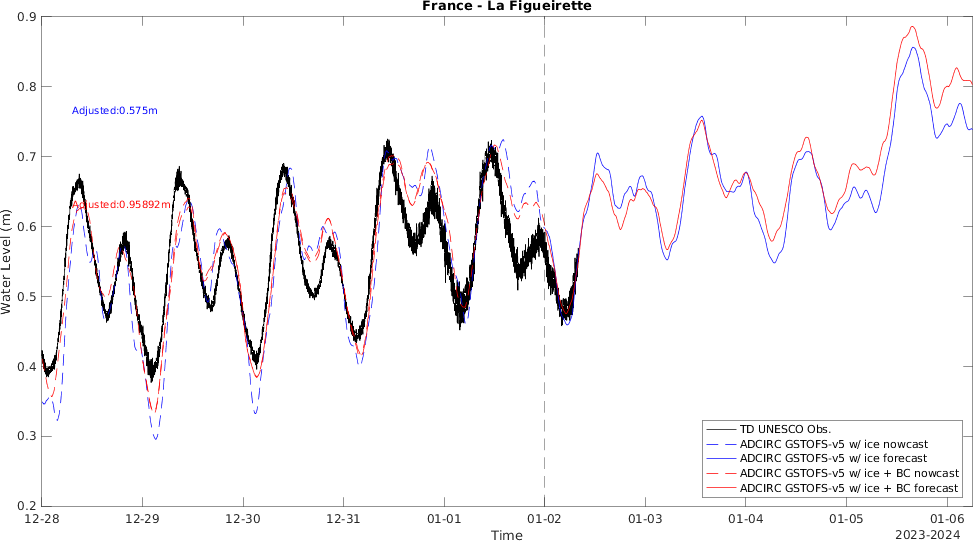 France - La Figueirette
0.9
0.8
0.7
0.6
0.5
0.4
0.3
0.2
Water Level (m)
Adjusted:0.575m
Adjusted:0.95892m
TD UNESCO Obs.
ADCIRC GSTOFS-v5 w/ ice nowcast
ADCIRC GSTOFS-v5 w/ ice forecast
ADCIRC GSTOFS-v5 w/ ice + BC nowcast
ADCIRC GSTOFS-v5 w/ ice + BC forecast
12-28 12-29 12-30 12-31 01-01 01-02 01-03 01-04 01-05 01-06
Time
2023-2024